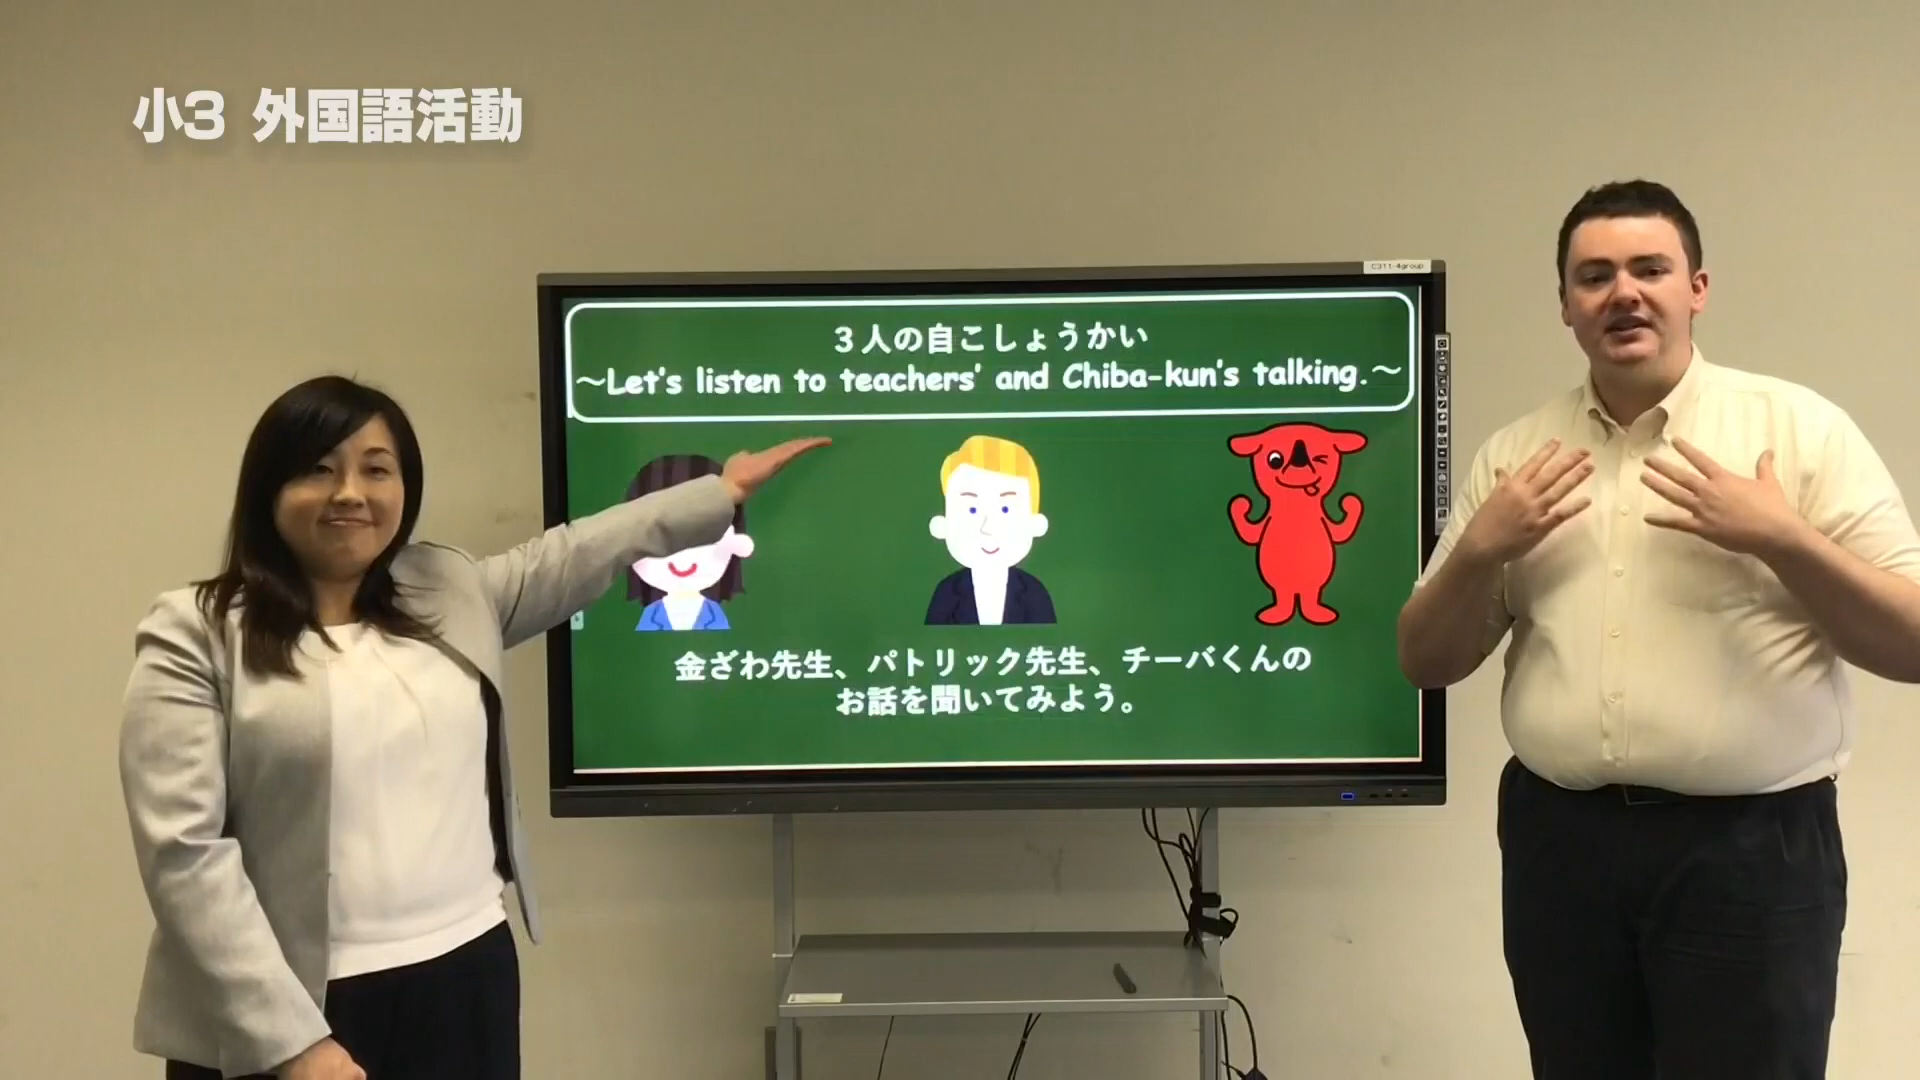 小3 外国語活動
C311-4group
3人の自こしょうかい
～Let's listen to teachers' and Chiba-kun's talking.～
金ざわ先生、パトリック先生、チーバくんの
お話を聞いてみよう。